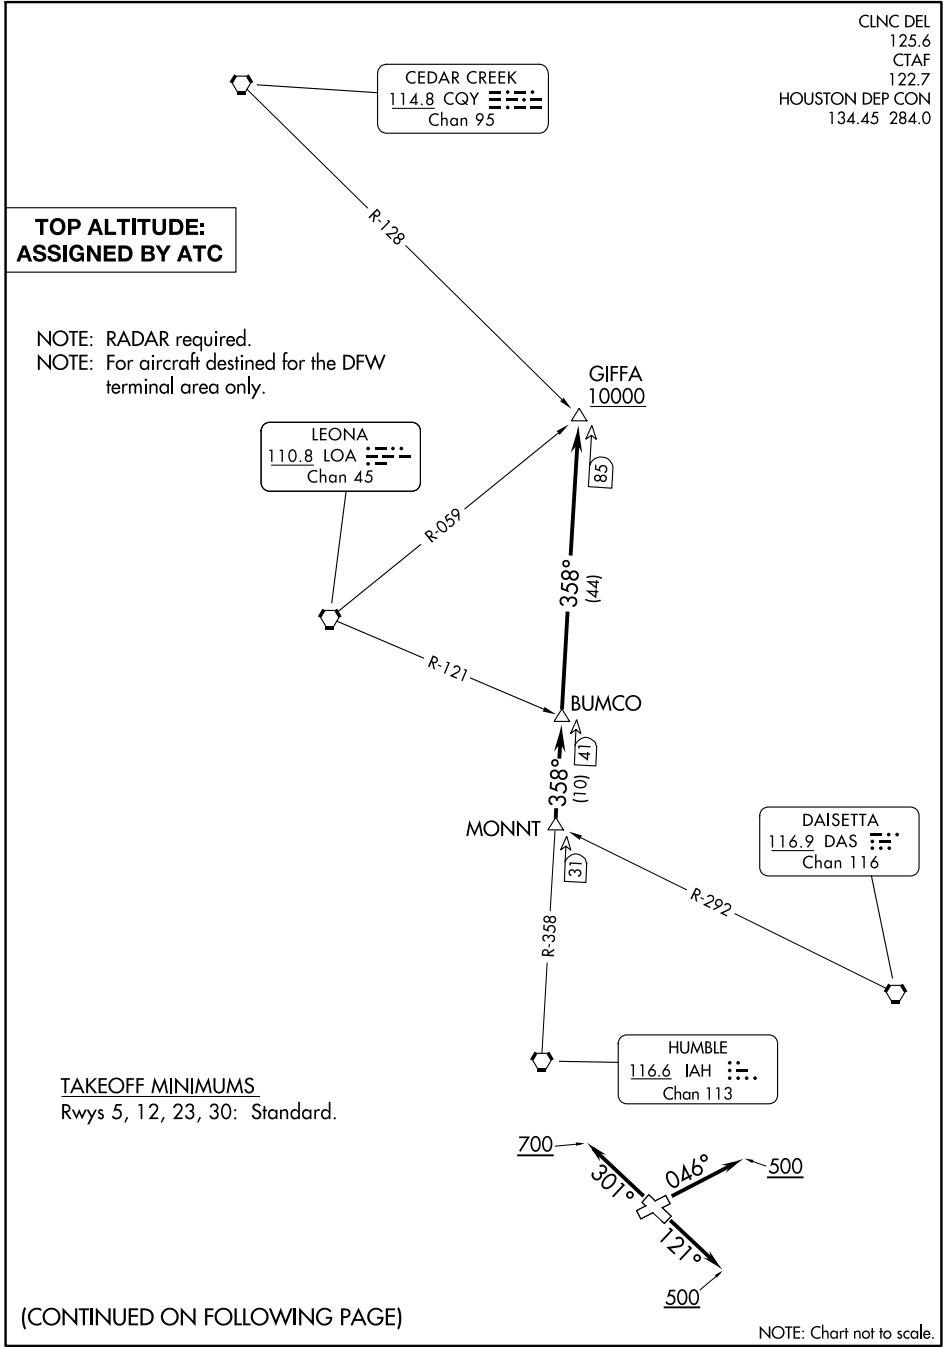 CLNC DEL
125.6
CTAF
122.7
HOUSTON DEP CON
134.45 284.0
CEDAR CREEK
114.8 CQY
Chan 95
R-128
TOP ALTITUDE:
ASSIGNED BY ATC
NOTE: RADAR required.
NOTE: For aircraft destined for the DFW
terminal area only.
GIFFA
10000
LEONA
110.8 LOA
Chan 45
85
R-059
358°
(44)
R-121
BUMCO
41
358°
(10)
MONNT
31
DAISETTA
116.9 DAS
Chan 116
R-292
R-358
HUMBLE
116.6 IAH
Chan 113
TAKEOFF MINIMUMS
Rwys 5, 12, 23, 30: Standard.
700
301°
046°
500
121°
500
(CONTINUED ON FOLLOWING PAGE)
NOTE: Chart not to scale.